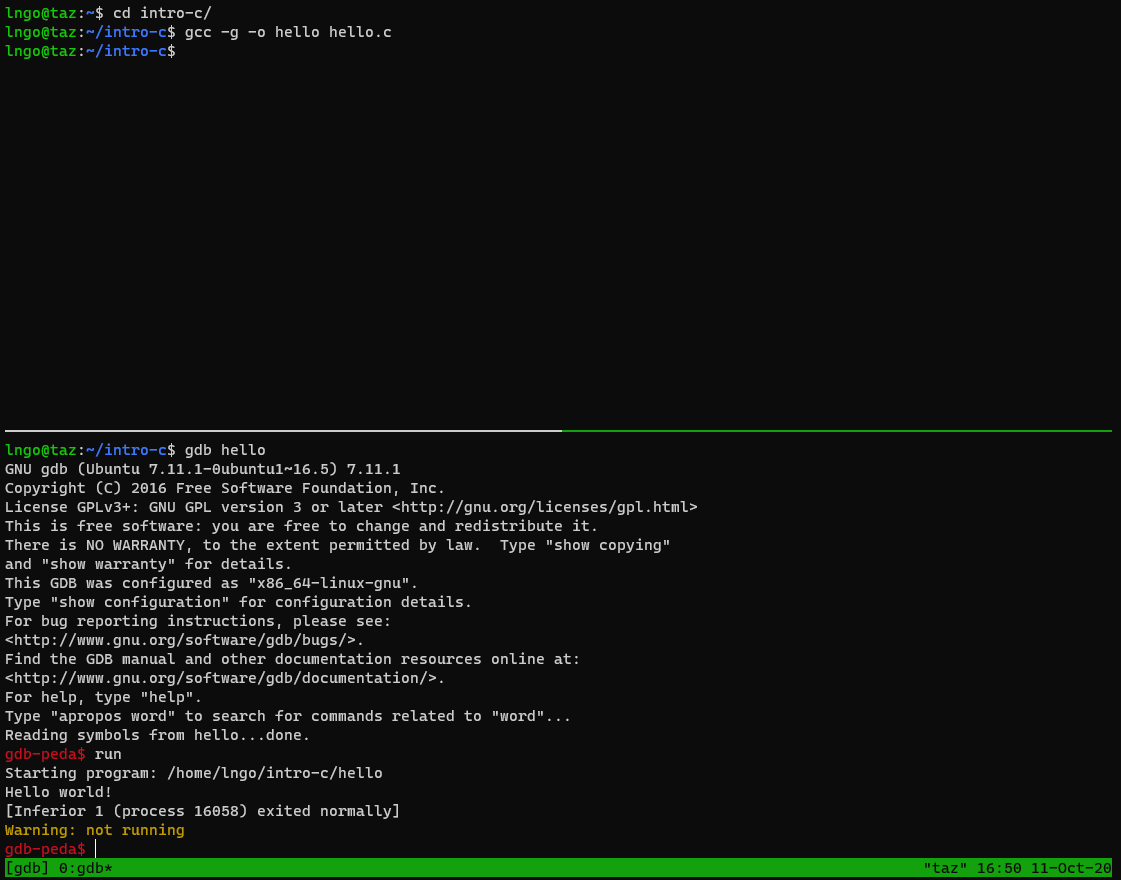 lngo@taz:~$ cd intro-c/
lngo@taz:~/intro-c$ gcc -g -o hello hello.c
lngo@taz:~/intro-c$
lngo@taz:~/intro-c$ gdb hello
GNU gdb (Ubuntu 7.11.1-0ubuntu1~16.5) 7.11.1
Copyright (C) 2016 Free Software Foundation, Inc.
License GPLv3+: GNU GPL version 3 or later <http://gnu.org/licenses/gpl.html>
This is free software: you are free to change and redistribute it.
There is NO WARRANTY, to the extent permitted by law.  Type "show copying"
and "show warranty" for details.
This GDB was configured as "x86_64-linux-gnu".
Type "show configuration" for configuration details.
For bug reporting instructions, please see:
<http://www.gnu.org/software/gdb/bugs/>.
Find the GDB manual and other documentation resources online at:
<http://www.gnu.org/software/gdb/documentation/>.
For help, type "help".
Type "apropos word" to search for commands related to "word"...
Reading symbols from hello...done.
gdb-peda$ run
Starting program: /home/lngo/intro-c/hello
Hello world!
[Inferior 1 (process 16058) exited normally]
Warning: not running
gdb-peda$
[gdb] 0:gdb* "taz" 16:50 11-Oct-20